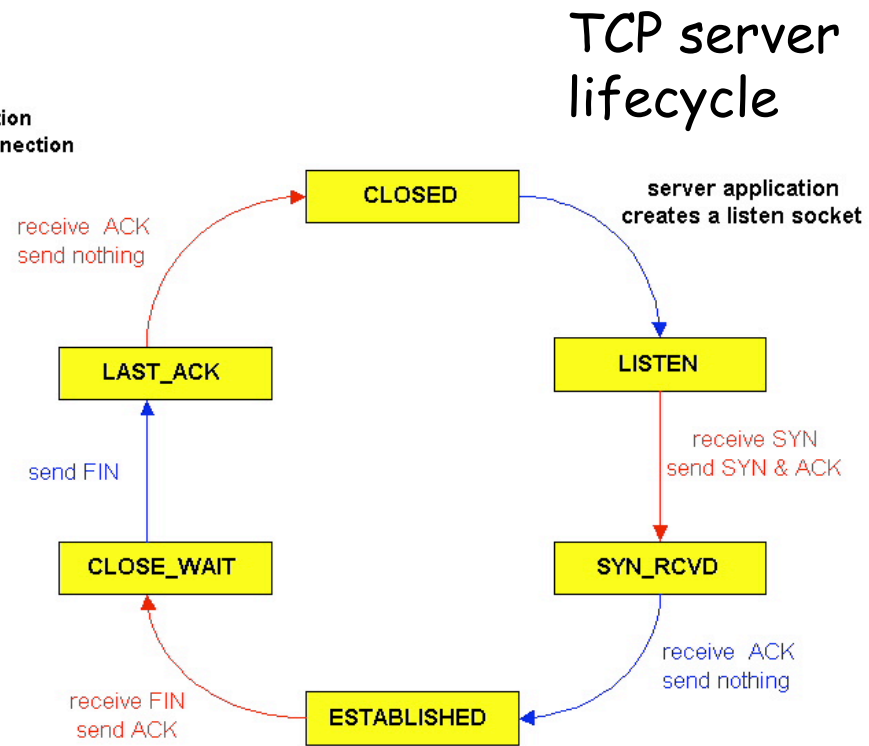 TCP server
lifecycle
nection
CLOSED
server application
creates a listen socket
receive ACK
send nothing
LAST_ACK
LISTEN
receive SYN
send SYN & ACK
send FIN
CLOSE_WAIT
SYN_RCVD
receive ACK
send nothing
receive FIN
send ACK
ESTABLISHED